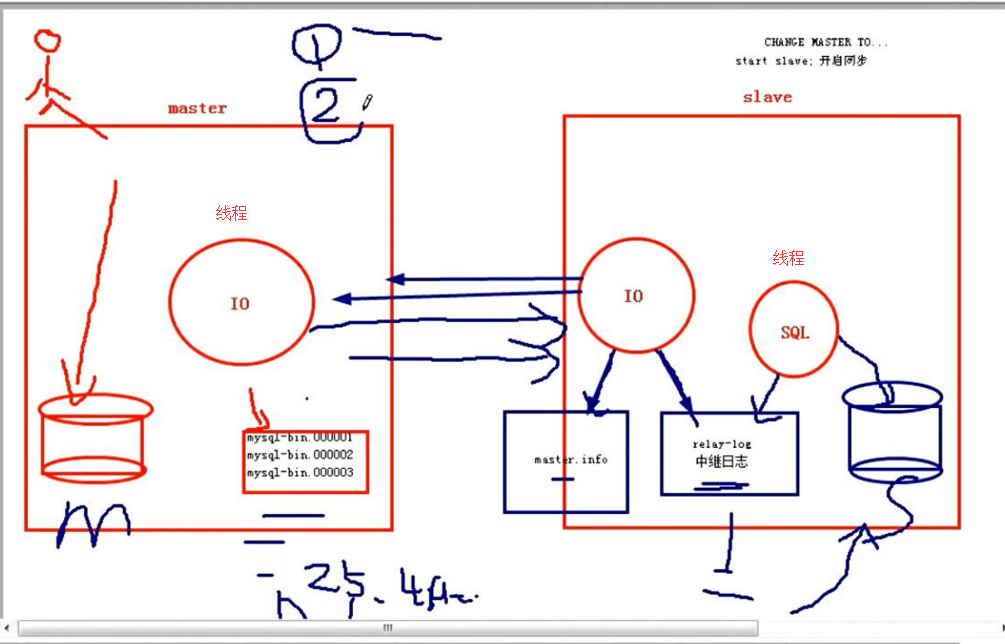 ①
2
CHANGE MASTER TO...
start slave; 开启同步
master
slave
线程
IO
IO
线程
SQL
mysql-bin.000001
mysql-bin.000002
mysql-bin.000003
master.info
relay-log
中继日志
m
25.